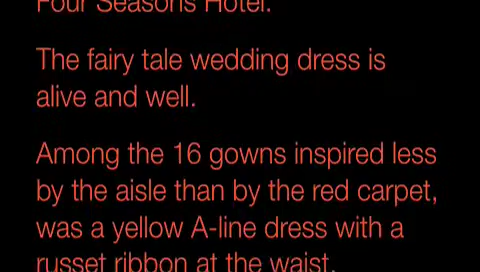 Four Seasons Hotel.
The fairy tale wedding dress is
alive and well.
Among the 16 gowns inspired less
by the aisle than by the red carpet,
was a yellow A-line dress with a
russet ribbon at the waist.